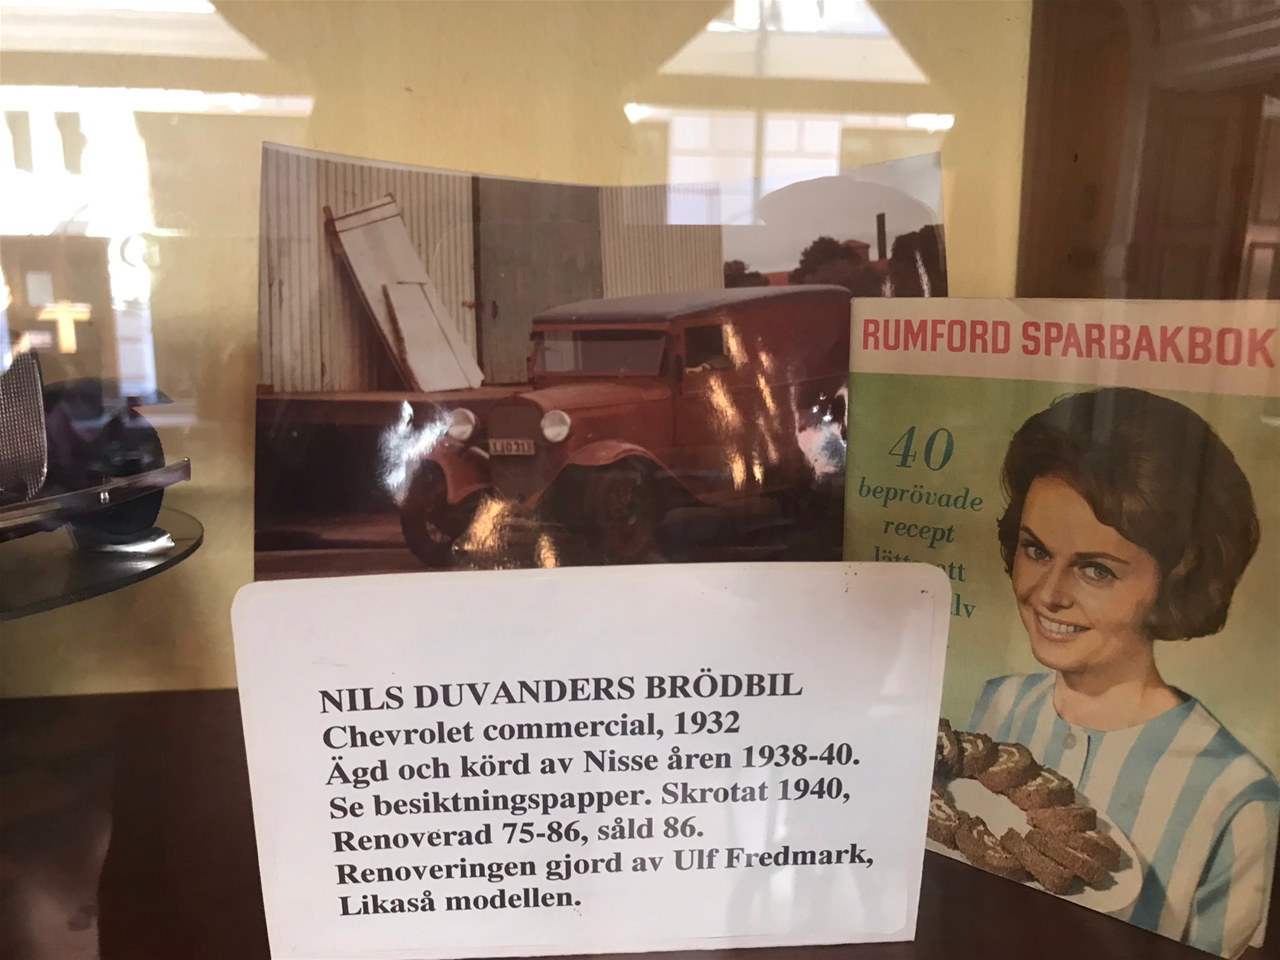 RUMFORD SPARBAKBOK
40
beprövade
recept
NILS DUVANDERS BRÖDBIL
Chevrolet commercial, 1932
Ägd och körd av Nisse åren 1938-40.
Se besiktningspapper. Skrotat 1940,
Renoverad 75-86, såld 86.
Renoveringen gjord av Ulf Fredmark,
Likaså modellen.